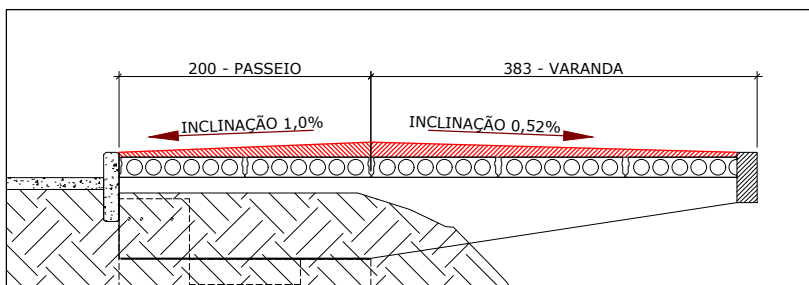 200 - PASSEIO
383 - VARANDA
INCLINAÇÃO 1,0%
INCLINAÇÃO 0,52%